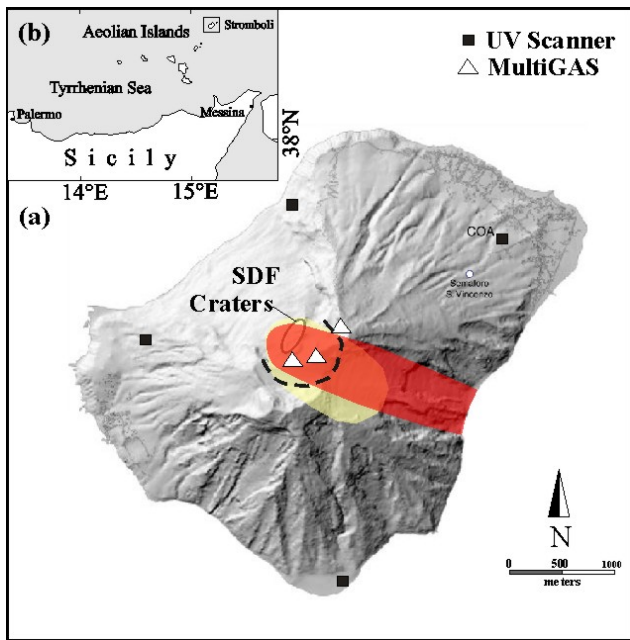 (b)
Aeolian Islands
Stromboli
Tyrrhenian Sea
Palermo
Messina
Sicily
14°E
15°E
38°N
UV Scanner
MultiGAS
(a)
COA
Semaforo
S. Vincenzo
SDF
Craters
N
0 500 1000
meters